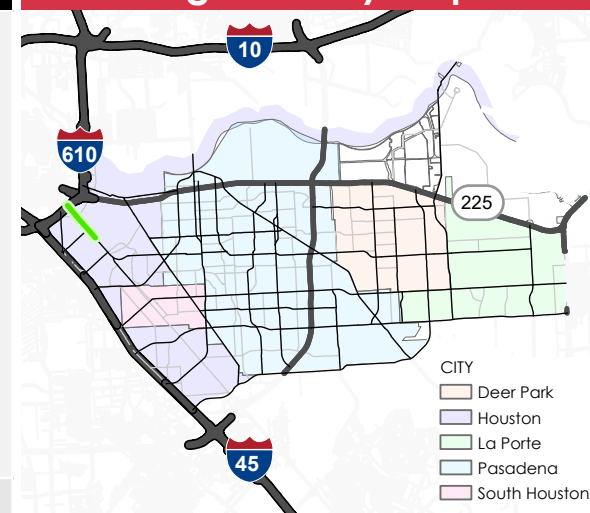 10
610
225
45
CITY
Deer Park
Houston
La Porte
Pasadena
South Houston